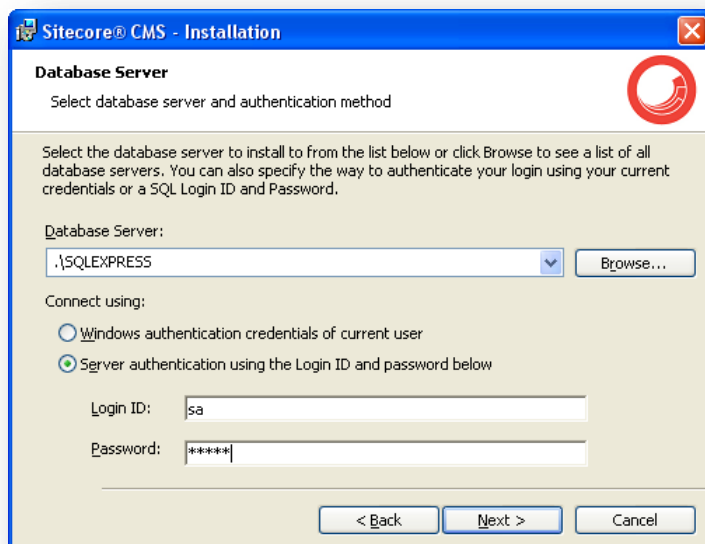 Sitecore® CMS - Installation
Database Server
Select database server and authentication method
Select the database server to install to from the list below or click Browse to see a list of all
database servers. You can also specify the way to authenticate your login using your current
credentials or a SQL Login ID and Password.
Database Server:
.\SQLEXPRESS
Browse...
Connect using:
Windows authentication credentials of current user
Server authentication using the Login ID and password below
Login ID:
sa
Password:
*****
< Back
Next >
Cancel